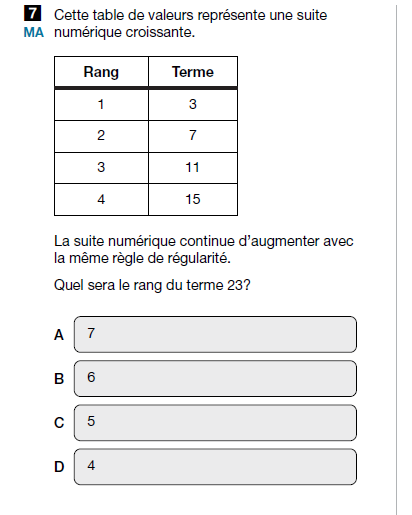 7 Cette table de valeurs représente une suite
MA numérique croissante.
Rang Terme
1 3
2 7
3 11
4 15
La suite numérique continue d'augmenter avec
la même règle de régularité.
Quel sera le rang du terme 23?
A 7
B 6
C 5
D 4